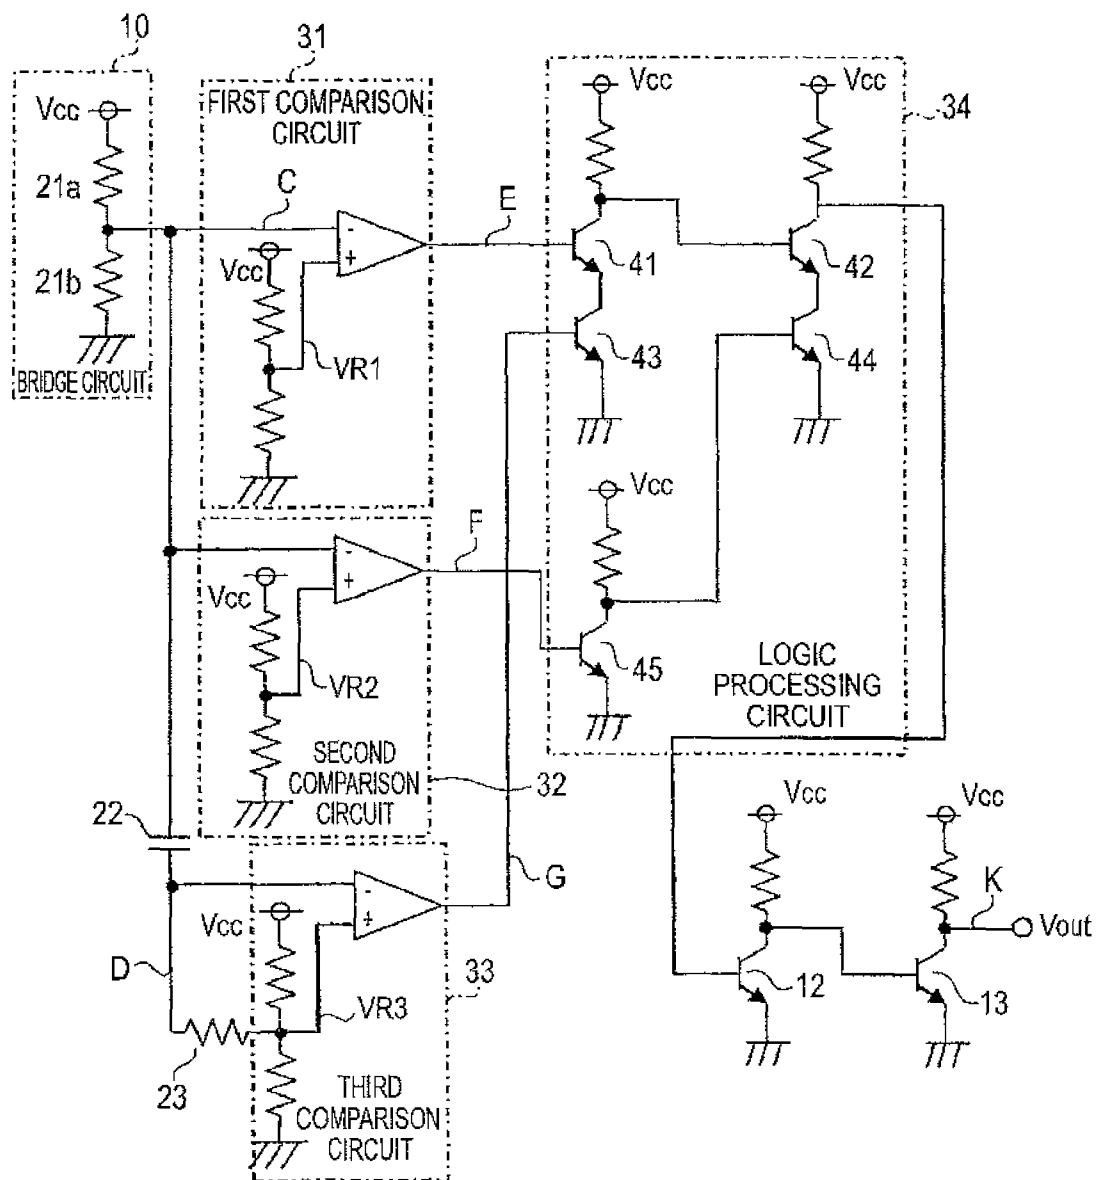 10
31
Vcc
21a
21b
BRIDGE CIRCUIT
FIRST COMPARISON
CIRCUIT
C
Vcc
VR1
E
Vcc
Vcc
34
41
42
43
44
Vcc
45
LOGIC
PROCESSING
CIRCUIT
F
Vcc
VR2
SECOND
COMPARISON
CIRCUIT
32
22
G
D
Vcc
VR3
33
23
THIRD
COMPARISON
CIRCUIT
Vcc
Vcc
K
Vout
12
13
-
+
-
+
-
+